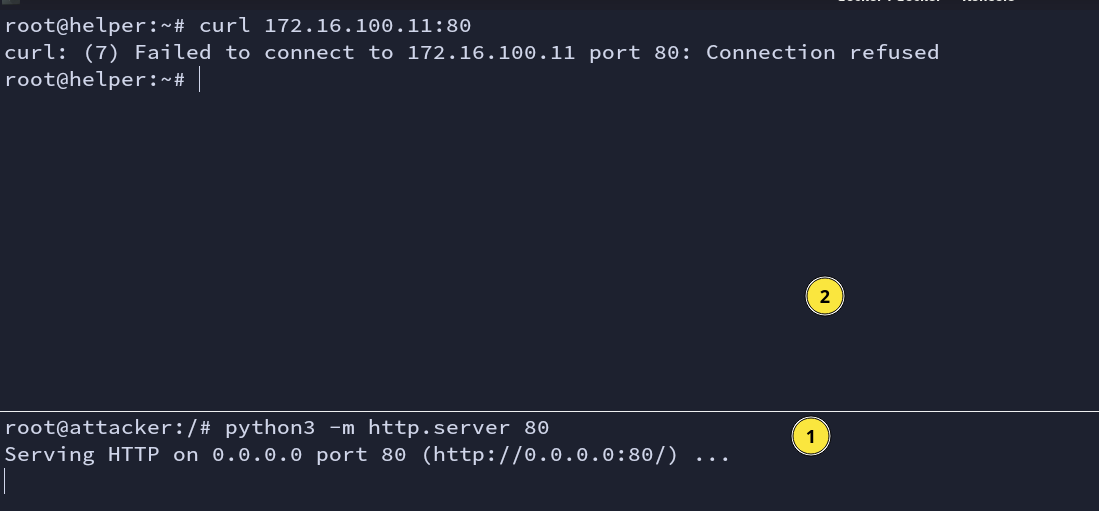 root@helper:~# curl 172.16.100.11:80
curl: (7) Failed to connect to 172.16.100.11 port 80: Connection refused
root@helper:~#
2
root@attacker:/# python3 -m http.server 80
1
Serving HTTP on 0.0.0.0 port 80 (http://0.0.0.0:80/) ...